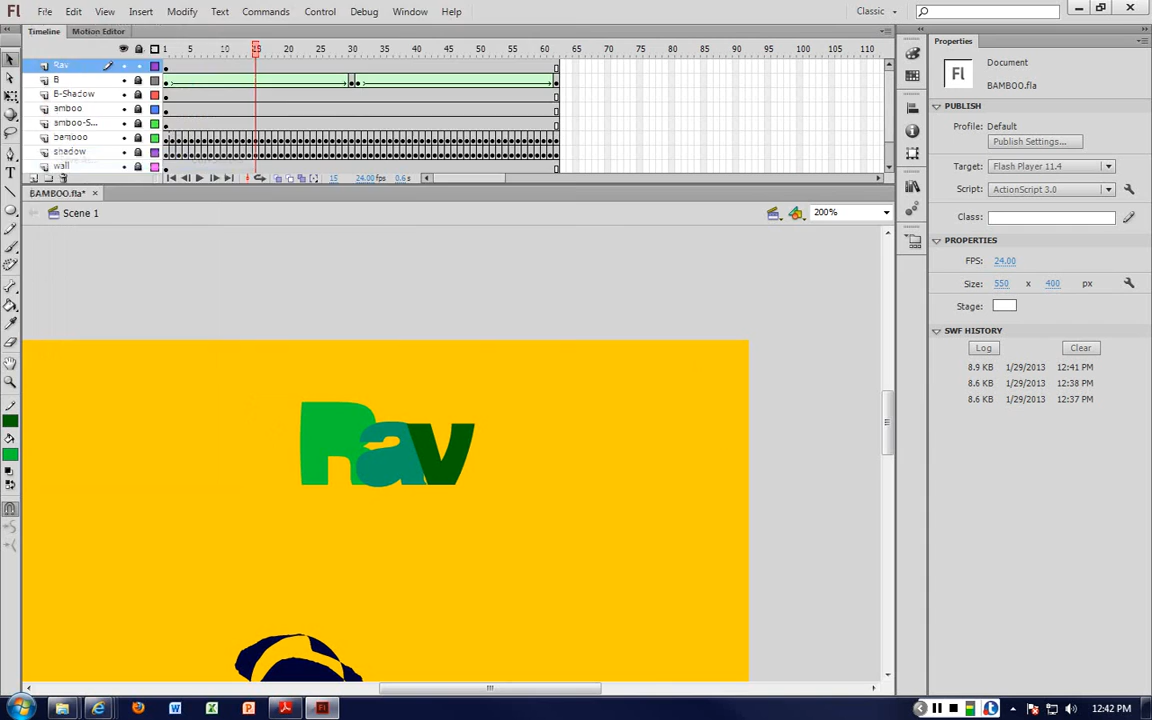 Fl File Edit View Insert Modify Text Commands Control Debug Window Help Classic
Timeline Motion Editor
1 5 10 15 20 25 30 35 40 45 50 55 60 65 70 75 80 85 90 95 100 105 110
Rav
B
B-Shadow
amboo
amboo-S...
bambooo
shadow
wall
15 24.00 fps 0.6 s
BAMBOO.fla*
Scene 1
200%
Rav
Properties
Fl
Document
BAMBOO.fla
PUBLISH
Profile: Default
Publish Settings...
Target: Flash Player 11.4
Script: ActionScript 3.0
Class:
PROPERTIES
FPS: 24.00
Size: 550 x 400 px
Stage:
SWF HISTORY
Log Clear
8.9 KB 1/29/2013 12:41 PM
8.6 KB 1/29/2013 12:38 PM
8.6 KB 1/29/2013 12:37 PM
12:42 PM